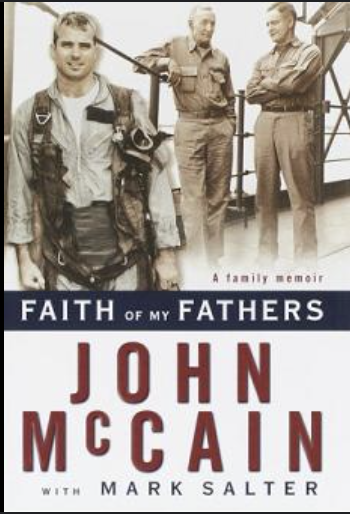 A family memoir
FAITH OF MY FATHERS
JOHN
McCAIN
WITH MARK SALTER